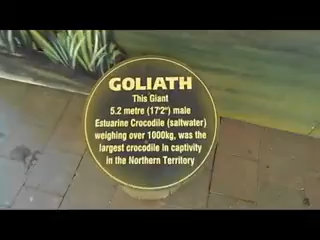 GOLIATH
This Giant
5.2 metre (17'2") male
Estuarine Crocodile (saltwater)
weighing over 1000kg, was the
largest crocodile in captivity
in the Northern Territory